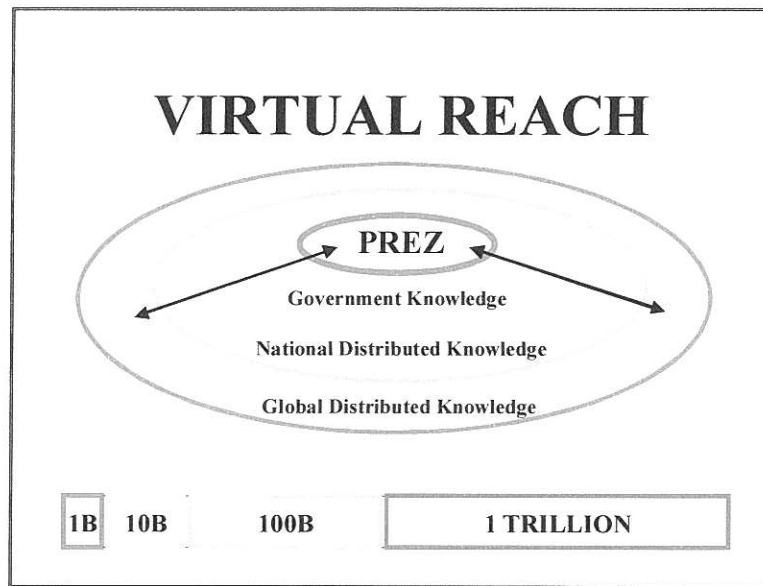 VIRTUAL REACH
PREZ
Government Knowledge
National Distributed Knowledge
Global Distributed Knowledge
1B 10B 100B 1 TRILLION